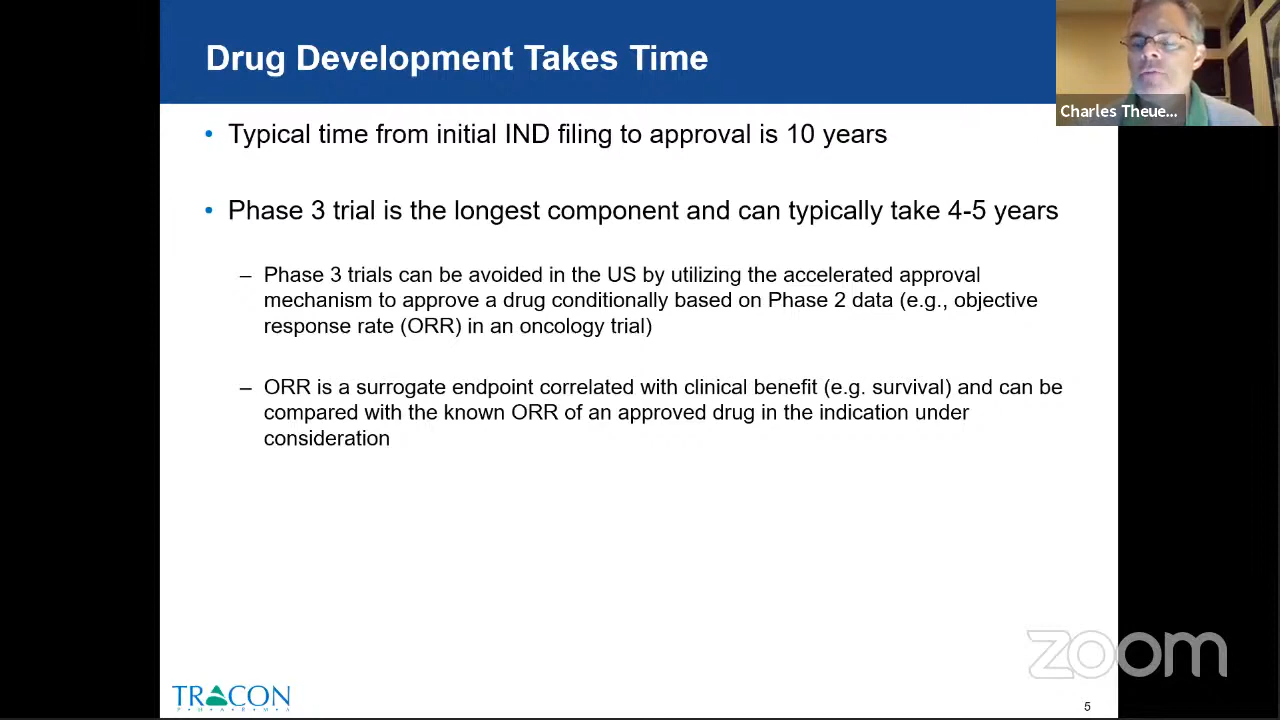 Drug Development Takes Time
Charles Theue...
• Typical time from initial IND filing to approval is 10 years
• Phase 3 trial is the longest component and can typically take 4-5 years
– Phase 3 trials can be avoided in the US by utilizing the accelerated approval
mechanism to approve a drug conditionally based on Phase 2 data (e.g., objective
response rate (ORR) in an oncology trial)
– ORR is a surrogate endpoint correlated with clinical benefit (e.g. survival) and can be
compared with the known ORR of an approved drug in the indication under
consideration
zoom
TRACON
PHARMA
5